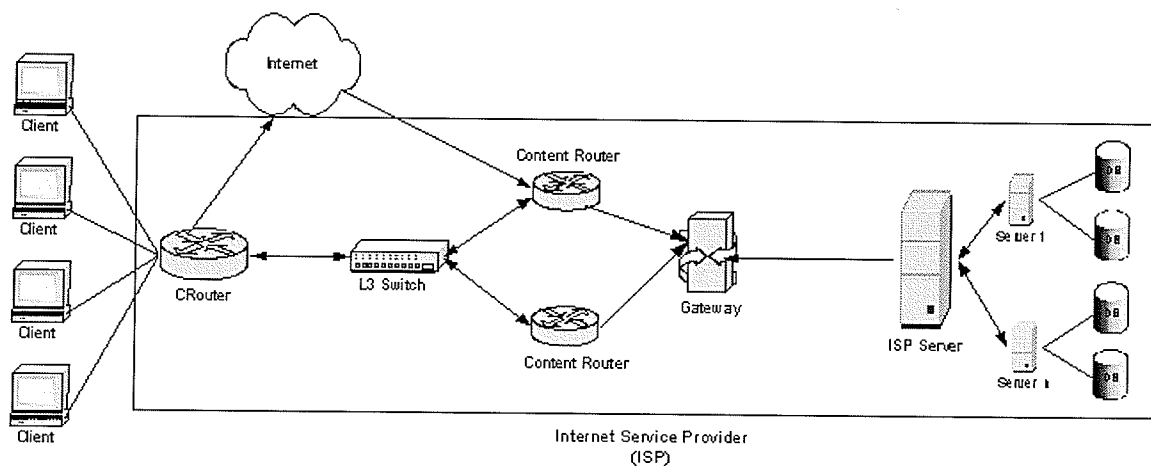 Internet
Client
Client
Client
Client
CRouter
L3 Switch
Content Router
Content Router
Gateway
ISP Server
Server 1
Server n
DB
DB
DB
DB
Internet Service Provider
(ISP)